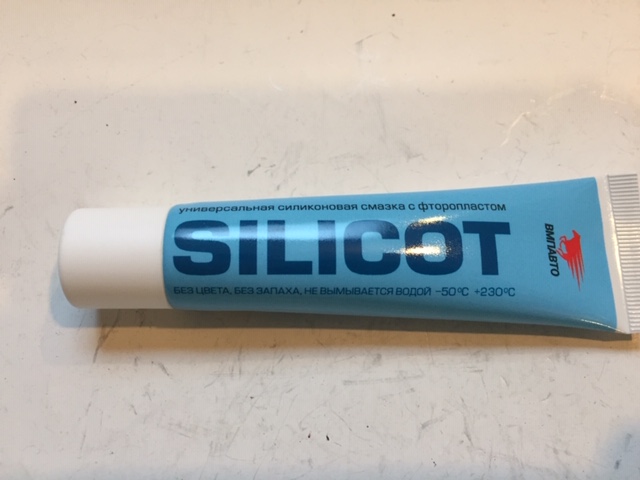 универсальная силиконовая смазка с фторопластом
SILICOT
БЕЗ ЦВЕТА, БЕЗ ЗАПАХА, НЕ ВЫМЫВАЕТСЯ ВОДОЙ -50°C +230°C
ВМПАВТО